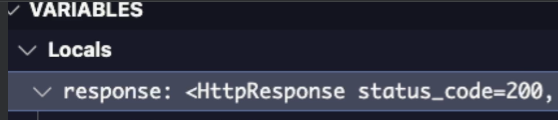 VARIABLES
Locals
response: <HttpResponse status_code=200,